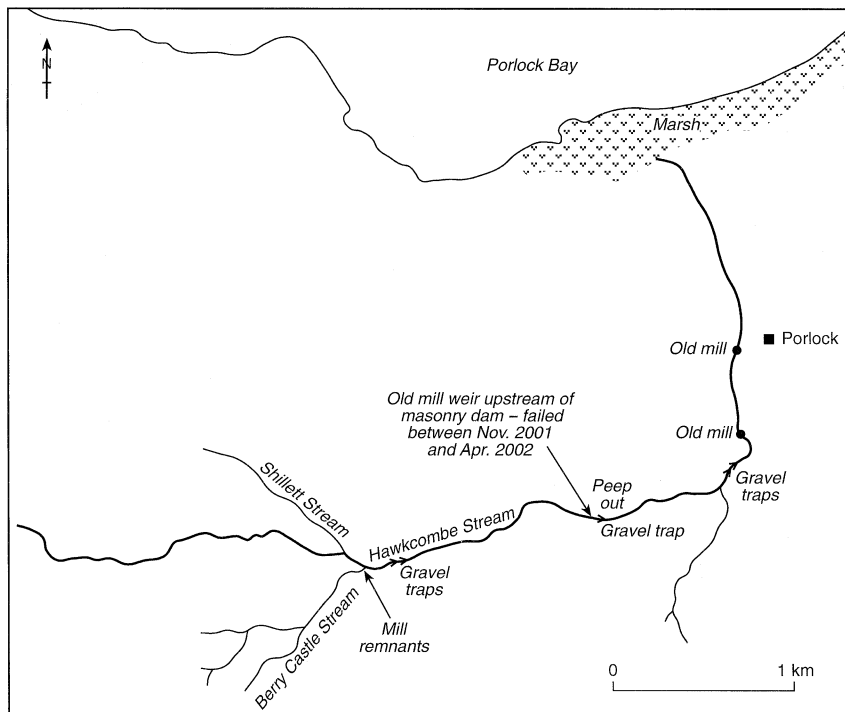 N
Porlock Bay
Marsh
Porlock
Old mill
Old mill weir upstream of
masonry dam – failed
between Nov. 2001
and Apr. 2002
Old mill
Shillett Stream
Peep
out
Gravel
traps
Hawkcombe Stream
Gravel trap
Gravel
traps
Mill
remnants
Berry Castle Stream
0
1 km